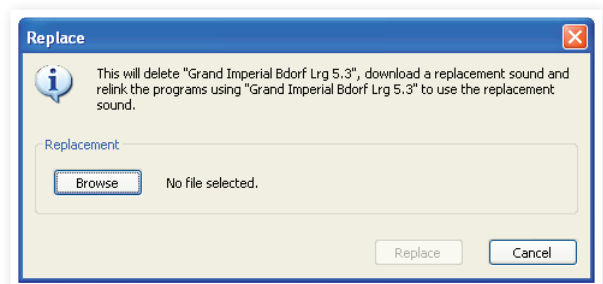 Replace
This will delete "Grand Imperial Bdorf Lrg 5.3", download a replacement sound and
relink the programs using "Grand Imperial Bdorf Lrg 5.3" to use the replacement
sound.
Replacement
Browse No file selected.
Replace Cancel